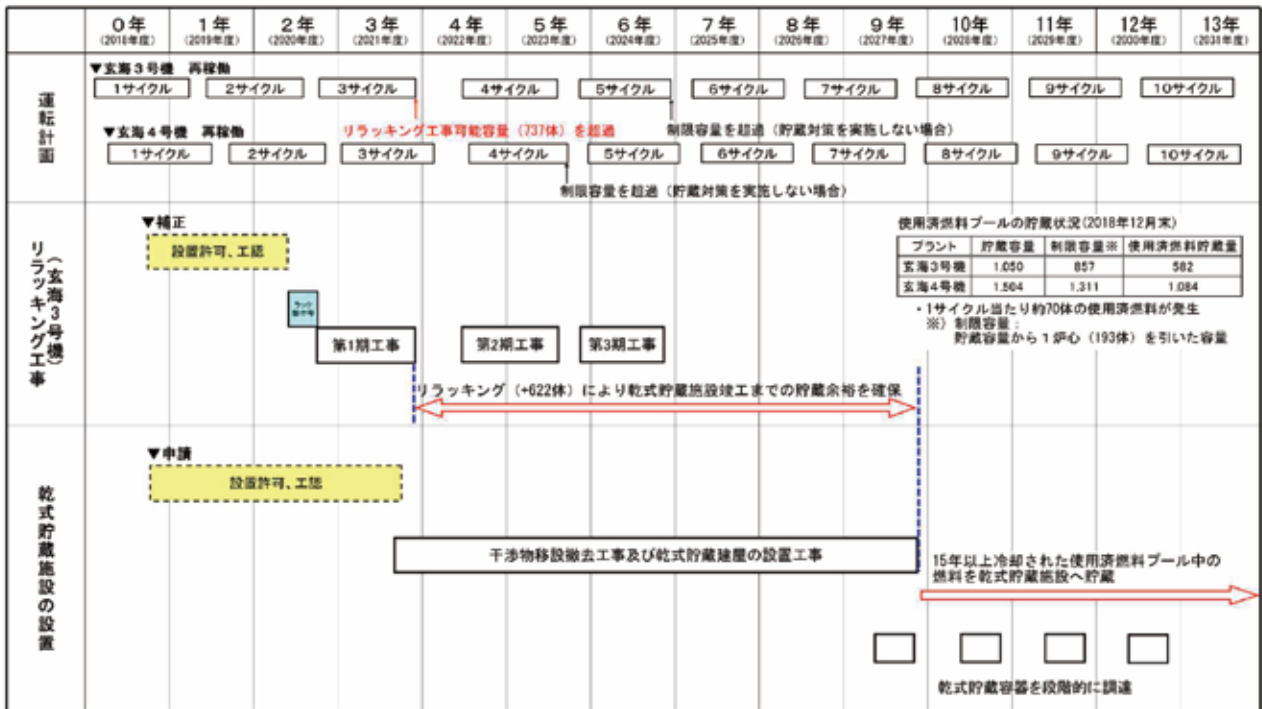 0年 1年 2年 3年 4年 5年 6年 7年 8年 9年 10年 11年 12年 13年
(2018年度) (2019年度) (2020年度) (2021年度) (2022年度) (2023年度) (2024年度) (2025年度) (2026年度) (2027年度) (2028年度) (2029年度) (2030年度) (2031年度)
運転計画
▼玄海3号機 再稼働
1サイクル 2サイクル 3サイクル 4サイクル 5サイクル 6サイクル 7サイクル 8サイクル 9サイクル 10サイクル
リラッキング工事可能容量(737体)を超過
制限容量を超過(貯蔵対策を実施しない場合)
▼玄海4号機 再稼働
1サイクル 2サイクル 3サイクル 4サイクル 5サイクル 6サイクル 7サイクル 8サイクル 9サイクル 10サイクル
制限容量を超過(貯蔵対策を実施しない場合)
リラッキング工事
(玄海3号機)
▼補正
設置許可、工認
ラック
第1期工事 第2期工事 第3期工事
リラッキング(+622体)により乾式貯蔵施設竣工までの貯蔵余裕を確保
使用済燃料プールの貯蔵状況(2018年12月末)
プラント 貯蔵容量 制限容量※ 使用済燃料貯蔵量
玄海3号機 1,050 857 582
玄海4号機 1,504 1,311 1,084
・1サイクル当たり約70体の使用済燃料が発生
※)制限容量:
貯蔵容量から1炉心(193体)を引いた容量
乾式貯蔵施設の設置
▼申請
設置許可、工認
干渉物移設撤去工事及び乾式貯蔵建屋の設置工事
15年以上冷却された使用済燃料プール中の
燃料を乾式貯蔵施設へ貯蔵
乾式貯蔵容器を段階的に調達